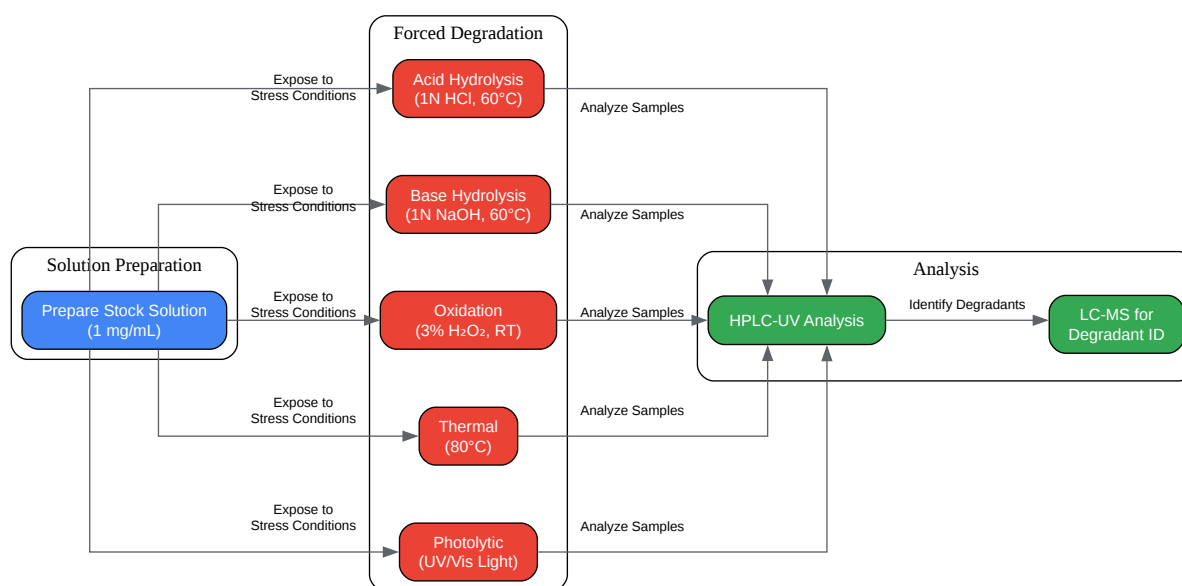 Forced Degradation
Expose to
Stress Conditions
Acid Hydrolysis
(1N HCl, 60°C)
Analyze Samples
Expose to
Stress Conditions
Base Hydrolysis
(1N NaOH, 60°C)
Analyze Samples
Solution Preparation
Prepare Stock Solution
(1 mg/mL)
Expose to
Stress Conditions
Oxidation
(3% H₂O₂, RT)
Analyze Samples
Analysis
HPLC-UV Analysis
Identify Degradants
LC-MS for
Degradant ID
Expose to
Stress Conditions
Thermal
(80°C)
Analyze Samples
Expose to
Stress Conditions
Photolytic
(UV/Vis Light)
Analyze Samples